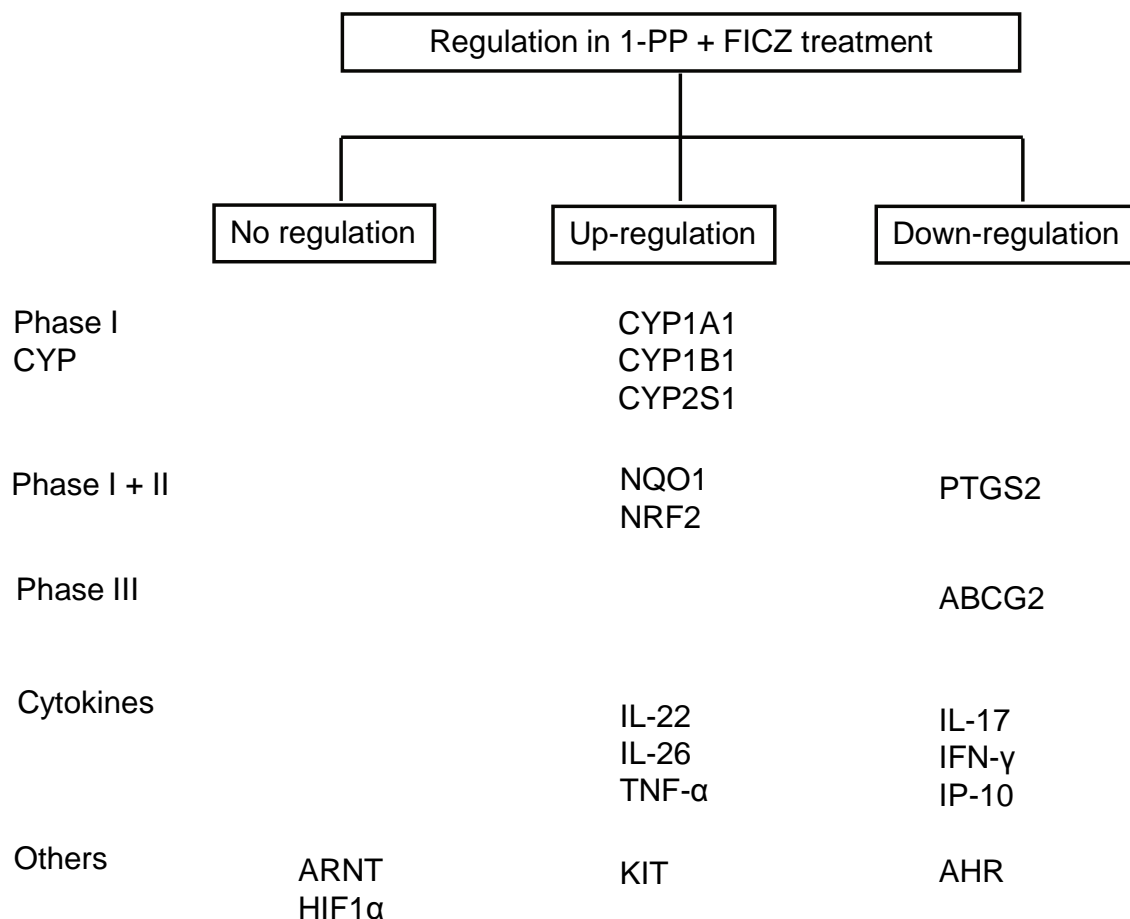 Regulation in 1-PP + FICZ treatment
No regulation
Up-regulation
Down-regulation
Phase I
CYP
CYP1A1
CYP1B1
CYP2S1
Phase I + II
NQO1
NRF2
PTGS2
Phase III
ABCG2
Cytokines
IL-22
IL-26
TNF-α
IL-17
IFN-γ
IP-10
Others
ARNT
HIF1α
KIT
AHR